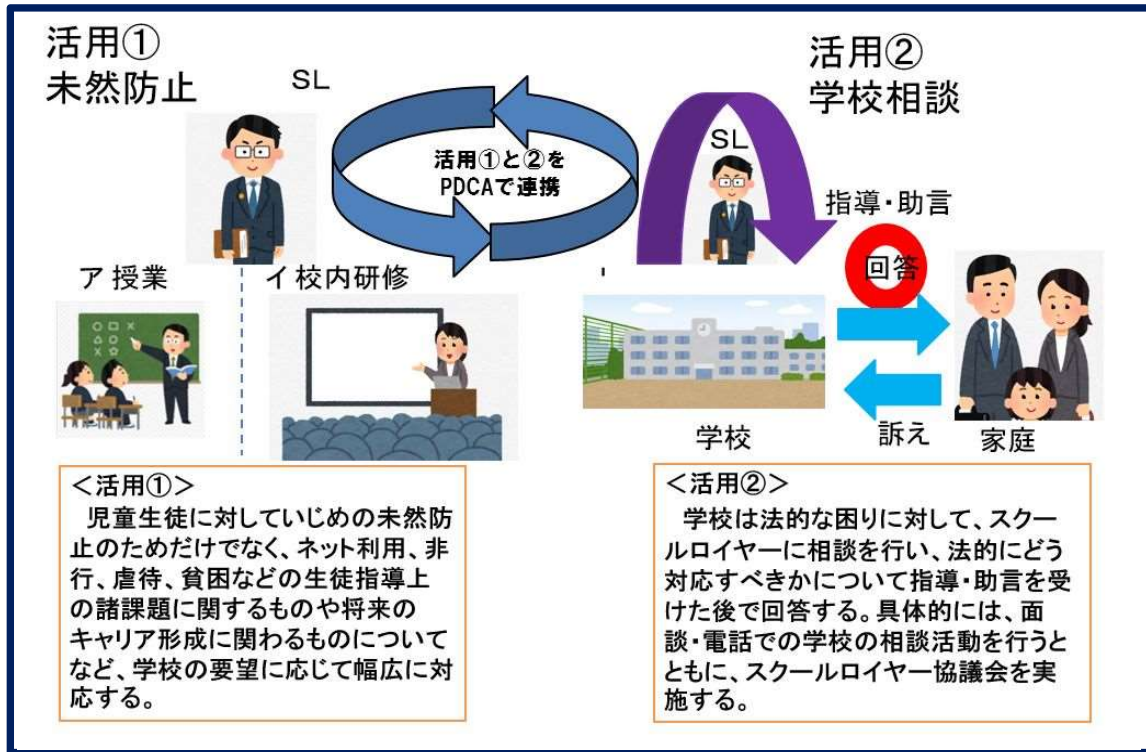 活用①
未然防止
SL
活用①と②を
PDCAで連携
活用②
学校相談
SL
指導・助言
回答
ア 授業
イ 校内研修
学校
訴え
家庭
＜活用①＞
児童生徒に対していじめの未然防
止のためだけでなく、ネット利用、非
行、虐待、貧困などの生徒指導上
の諸課題に関するものや将来の
キャリア形成に関わるものについて
など、学校の要望に応じて幅広に対
応する。
＜活用②＞
学校は法的な困りに対して、スクー
ルロイヤーに相談を行い、法的にどう
対応すべきかについて指導・助言を受
けた後で回答する。具体的には、面
談・電話での学校の相談活動を行うと
ともに、スクールロイヤー協議会を実
施する。